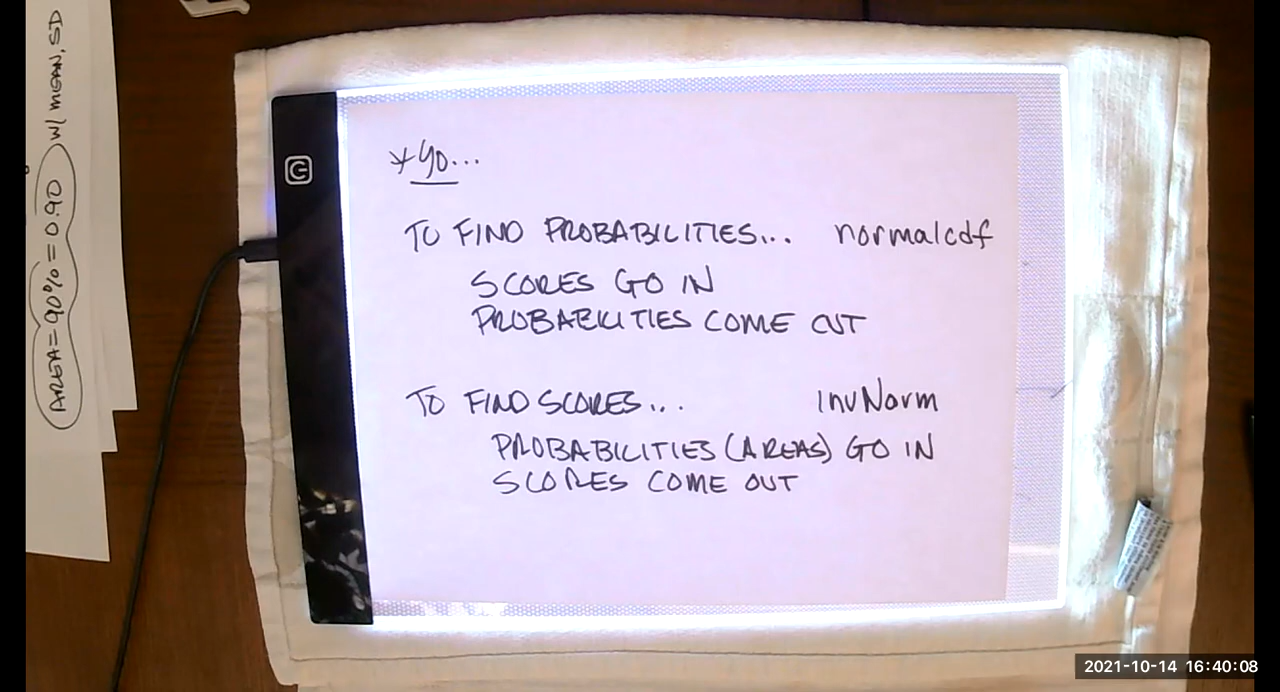 *yo...
TO FIND PROBABILITIES... normalcdf
SCORES GO IN
PROBABILITIES COME OUT
TO FIND SCORES... invNorm
PROBABILITIES (AREAS) GO IN
SCORES COME OUT
AREA=90%=0.90 w/ MEAN, SD
2021-10-14 16:40:08